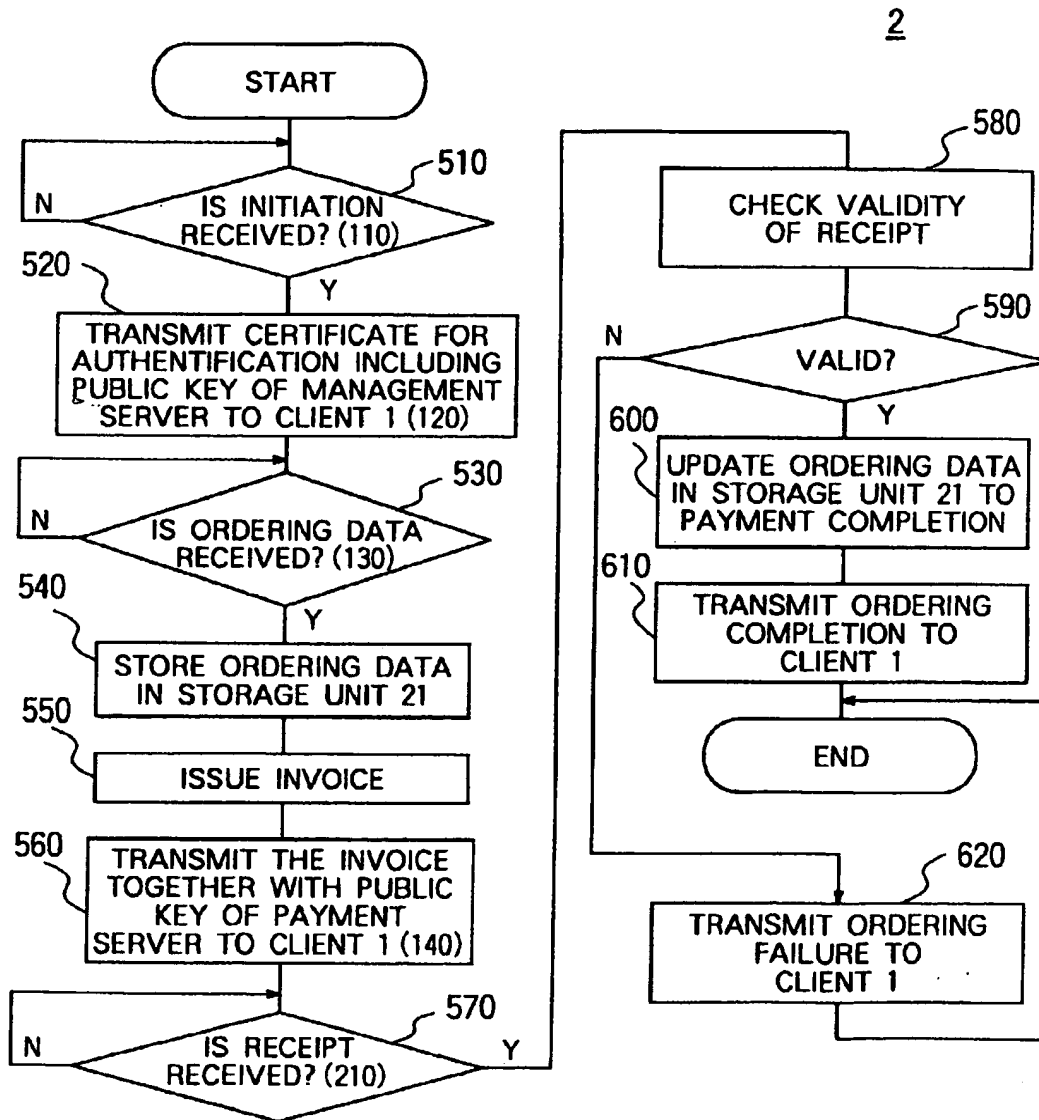 2
START
510
N
IS INITIATION
RECEIVED? (110)
520
Y
TRANSMIT CERTIFICATE FOR
AUTHENTIFICATION INCLUDING
PUBLIC KEY OF MANAGEMENT
SERVER TO CLIENT 1 (120)
530
N
IS ORDERING DATA
RECEIVED? (130)
540
Y
STORE ORDERING DATA
IN STORAGE UNIT 21
550
ISSUE INVOICE
560
TRANSMIT THE INVOICE
TOGETHER WITH PUBLIC
KEY OF PAYMENT
SERVER TO CLIENT 1 (140)
570
N
IS RECEIPT
RECEIVED? (210)
Y
580
CHECK VALIDITY
OF RECEIPT
590
N
VALID?
Y
600
UPDATE ORDERING DATA
IN STORAGE UNIT 21 TO
PAYMENT COMPLETION
610
TRANSMIT ORDERING
COMPLETION TO
CLIENT 1
END
620
TRANSMIT ORDERING
FAILURE TO
CLIENT 1